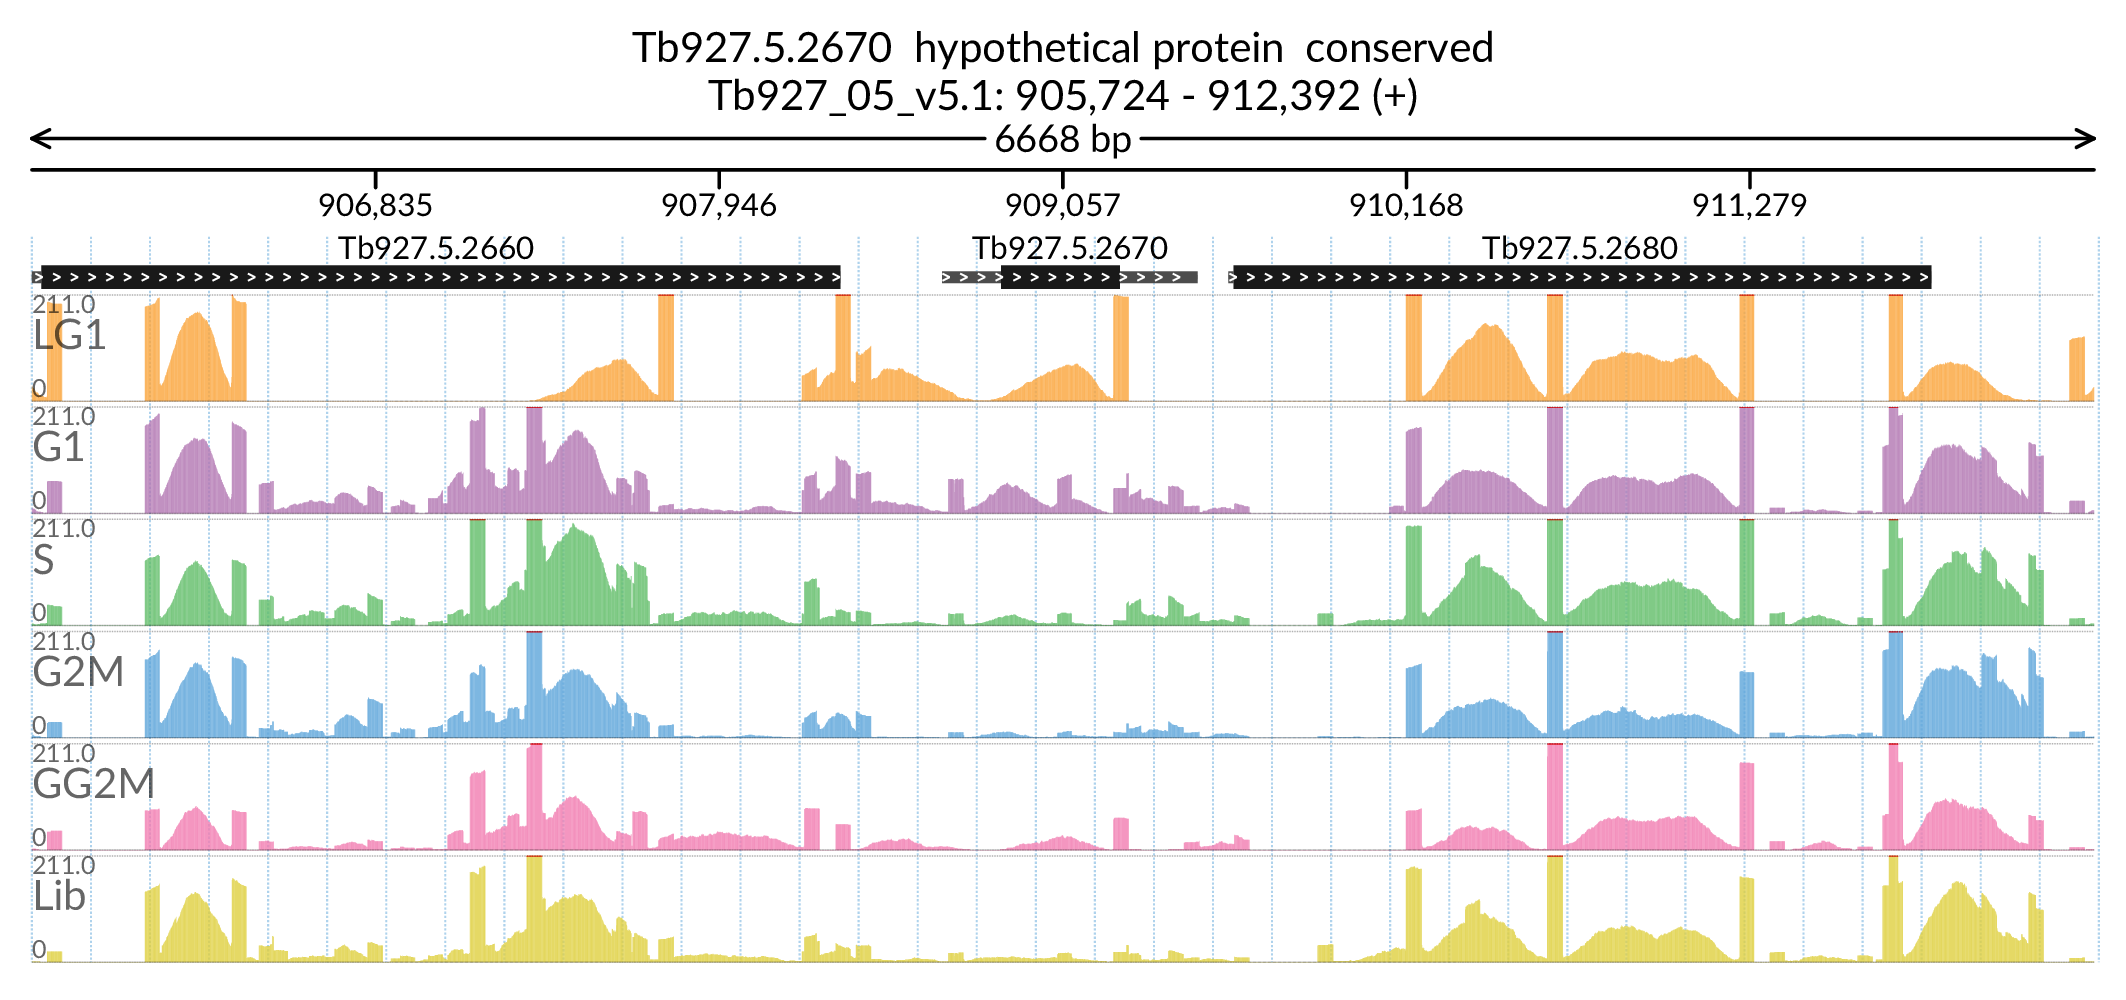 Tb927.5.2670 hypothetical protein conserved
Tb927_05_v5.1: 905,724 - 912,392 (+)
6668 bp
906,835 907,946 909,057 910,168 911,279
Tb927.5.2660 Tb927.5.2670 Tb927.5.2680
211.0
LG1
0
211.0
G1
0
211.0
S
0
211.0
G2M
0
211.0
GG2M
0
211.0
Lib
0